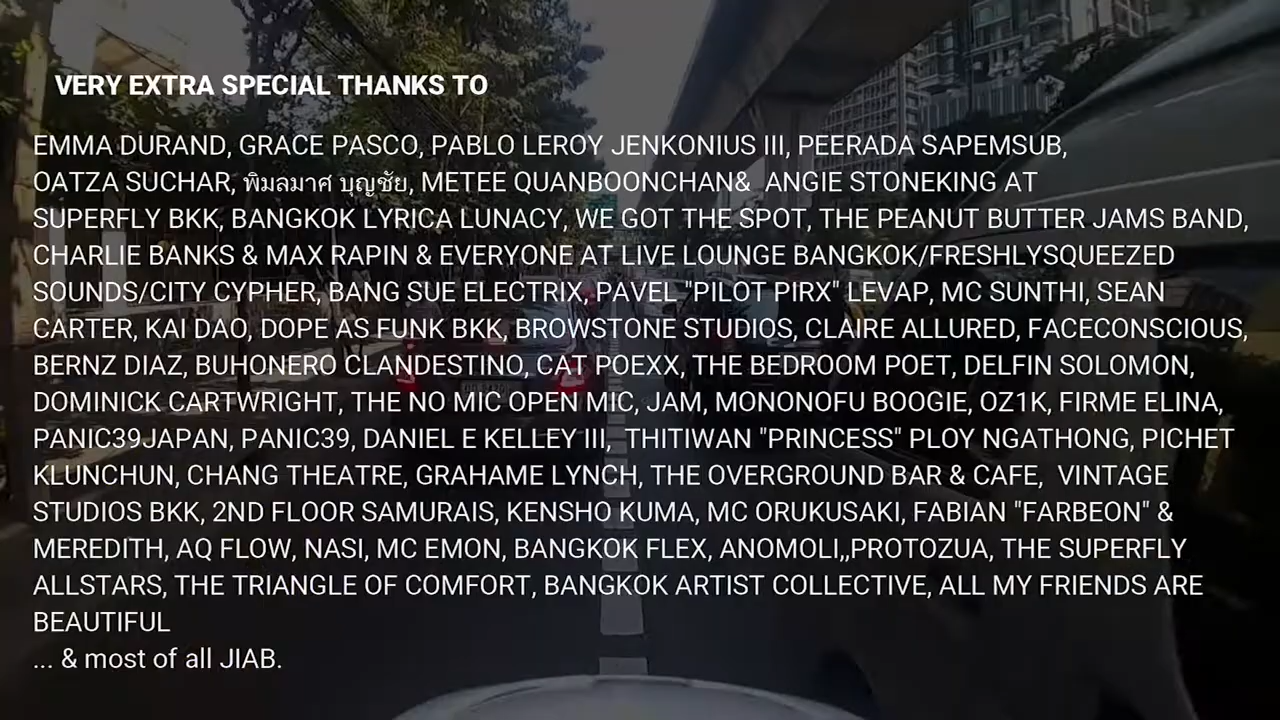 VERY EXTRA SPECIAL THANKS TO
EMMA DURAND, GRACE PASCO, PABLO LEROY JENKONIUS III, PEERADA SAPEMSUB,
OATZA SUCHAR, พิมลมาศ บุญชัย, METEE QUANBOONCHAN&  ANGIE STONEKING AT
SUPERFLY BKK, BANGKOK LYRICA LUNACY, WE GOT THE SPOT, THE PEANUT BUTTER JAMS BAND,
CHARLIE BANKS & MAX RAPIN & EVERYONE AT LIVE LOUNGE BANGKOK/FRESHLYSQUEEZED
SOUNDS/CITY CYPHER, BANG SUE ELECTRIX, PAVEL "PILOT PIRX" LEVAP, MC SUNTHI, SEAN
CARTER, KAI DAO, DOPE AS FUNK BKK, BROWSTONE STUDIOS, CLAIRE ALLURED, FACECONSCIOUS,
BERNZ DIAZ, BUHONERO CLANDESTINO, CAT POEXX, THE BEDROOM POET, DELFIN SOLOMON,
DOMINICK CARTWRIGHT, THE NO MIC OPEN MIC, JAM, MONONOFU BOOGIE, OZ1K, FIRME ELINA,
PANIC39JAPAN, PANIC39, DANIEL E KELLEY III,  THITIWAN "PRINCESS" PLOY NGATHONG, PICHET
KLUNCHUN, CHANG THEATRE, GRAHAME LYNCH, THE OVERGROUND BAR & CAFE,  VINTAGE
STUDIOS BKK, 2ND FLOOR SAMURAIS, KENSHO KUMA, MC ORUKUSAKI, FABIAN "FARBEON" &
MEREDITH, AQ FLOW, NASI, MC EMON, BANGKOK FLEX, ANOMOLI,,PROTOZUA, THE SUPERFLY
ALLSTARS, THE TRIANGLE OF COMFORT, BANGKOK ARTIST COLLECTIVE, ALL MY FRIENDS ARE
BEAUTIFUL
... & most of all JIAB.